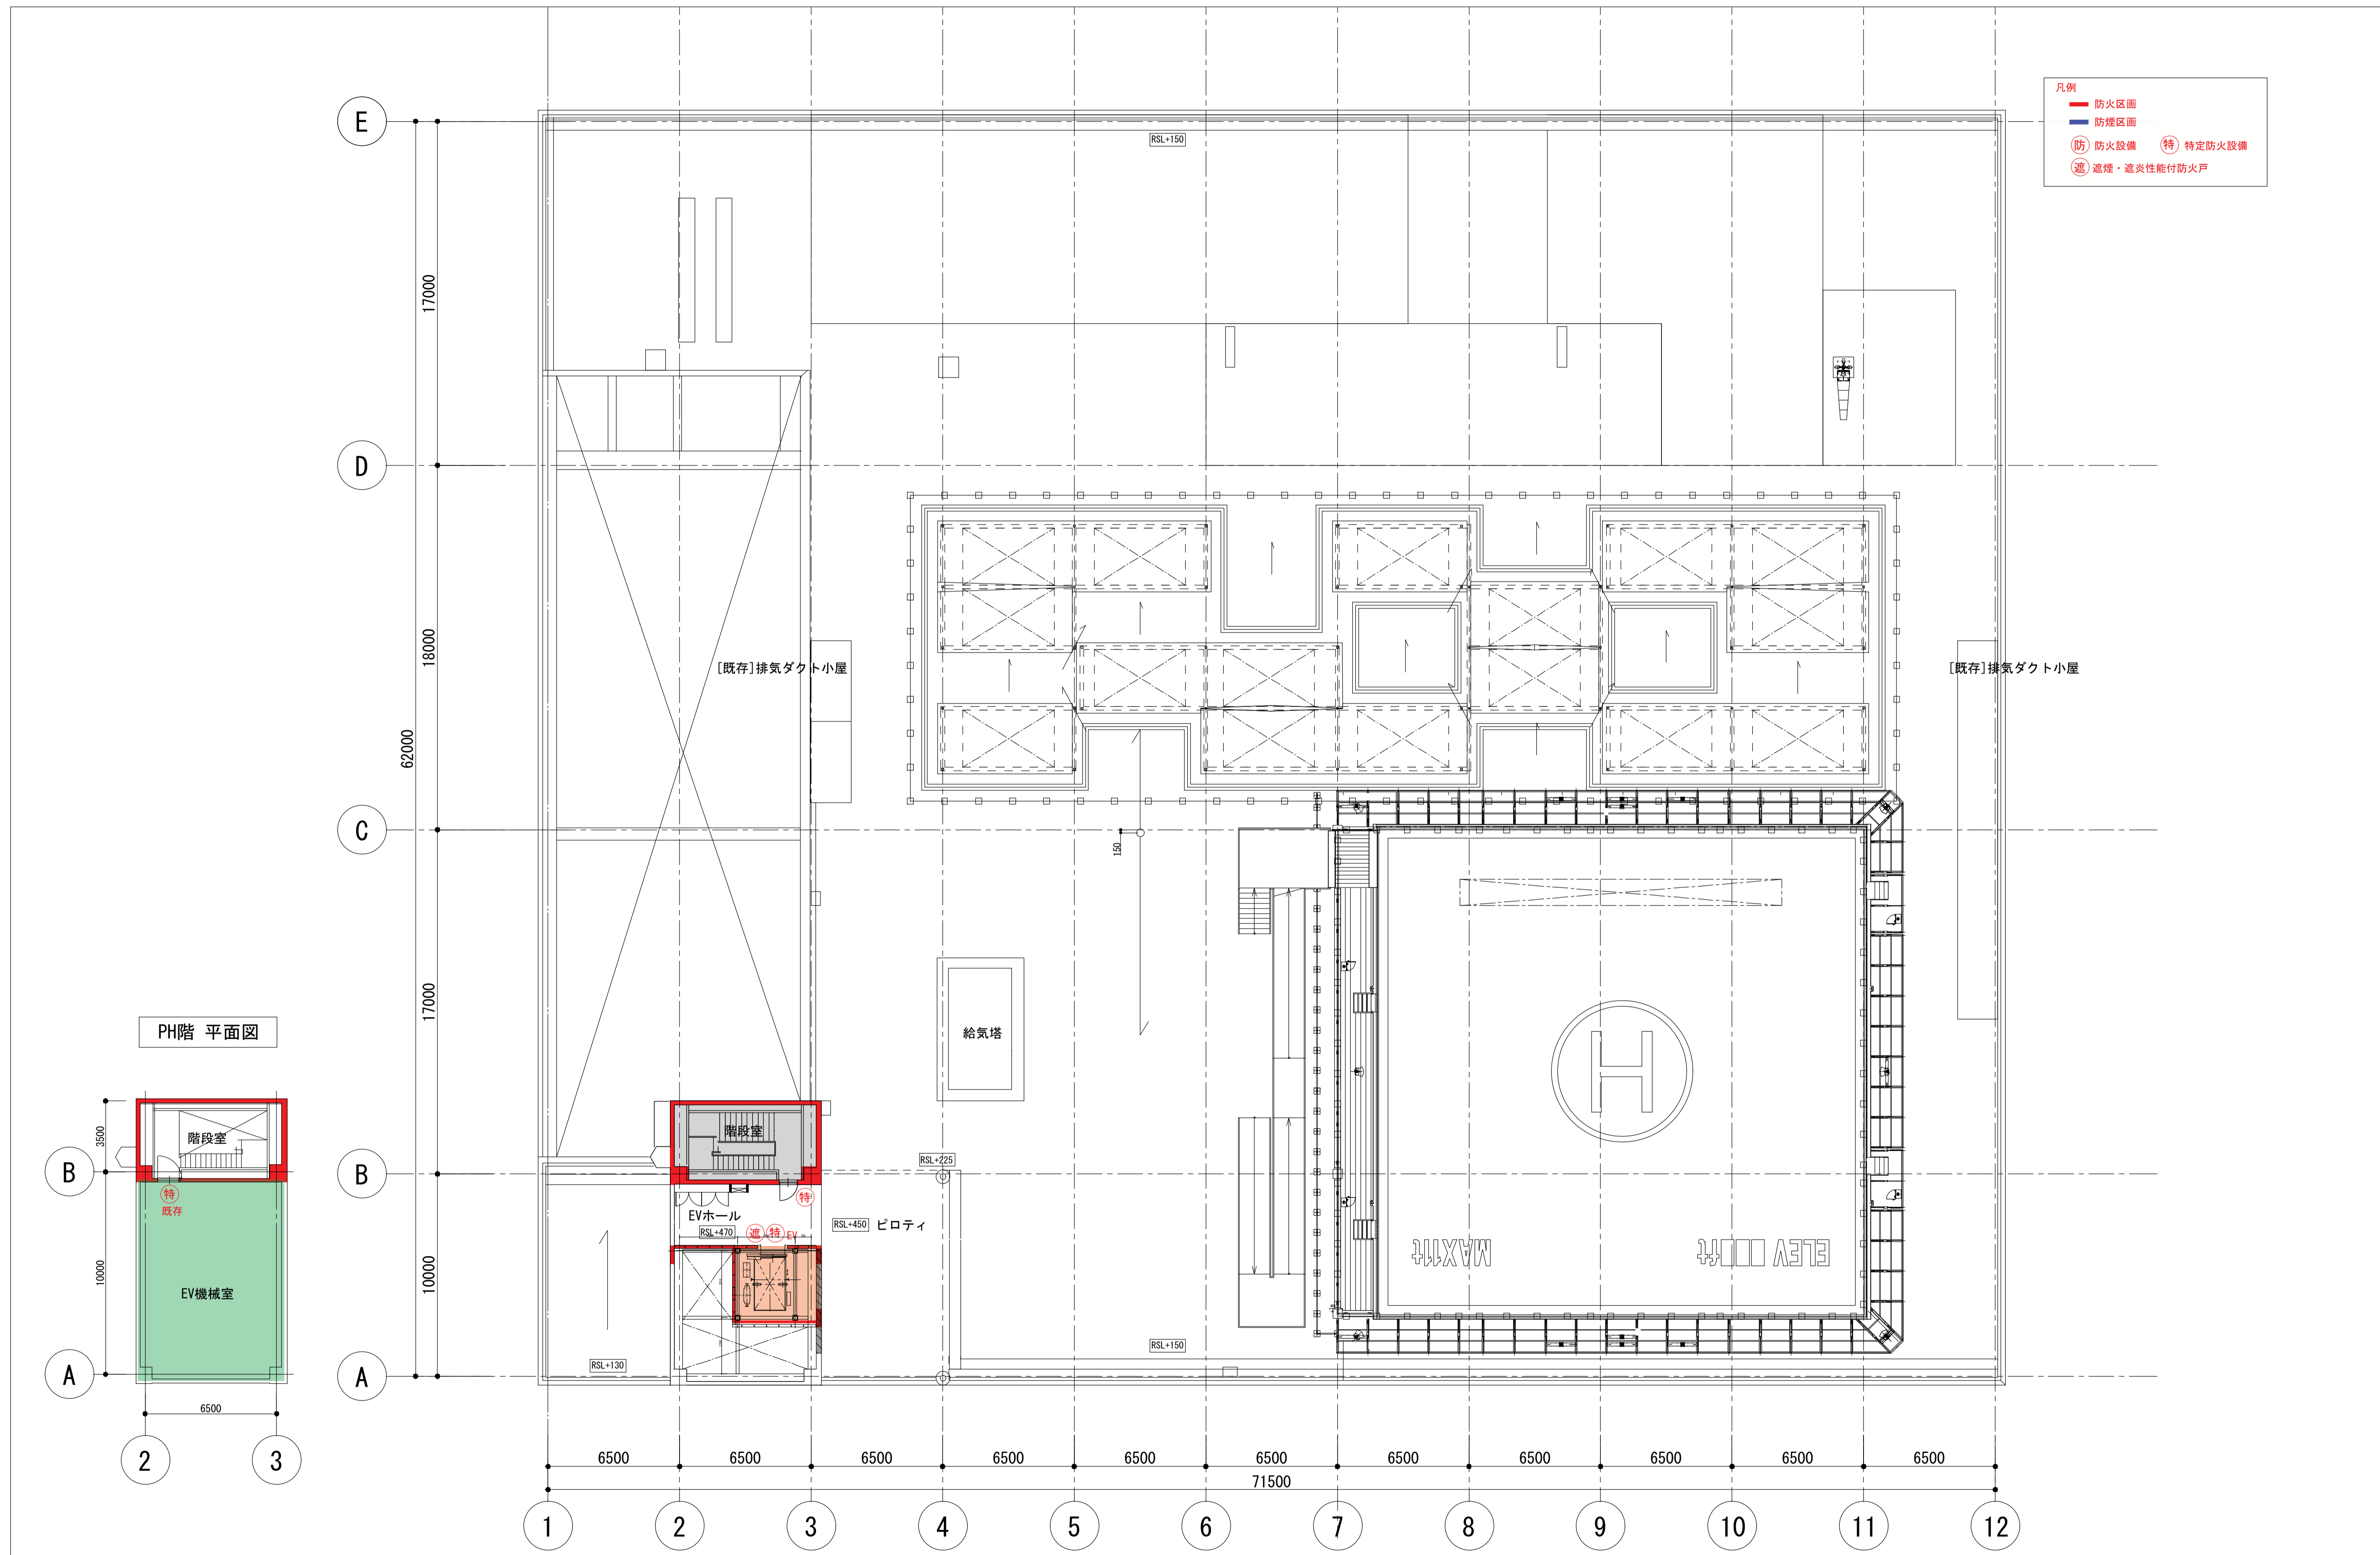 凡例
防火区画
防煙区画
防 防火設備 特 特定防火設備
遮 遮煙・遮炎性能付防火戸
E
RSL+150
17000
D
18000
[既存]排気ダクト小屋
[既存]排気ダクト小屋
62000
C
150
17000
給気塔
PH階 平面図
3500
階段室
B
特
既存
10000
EV機械室
A
6500
2
3
階段室
B
RSL+225
特
EVホール
RSL+470
遮 特 EV
RSL+450 ピロティ
10000
H
MAX11t
ELEV
RSL+150
RSL+130
A
6500 6500 6500 6500 6500 6500 6500 6500 6500 6500 6500
71500
1 2 3 4 5 6 7 8 9 10 11 12